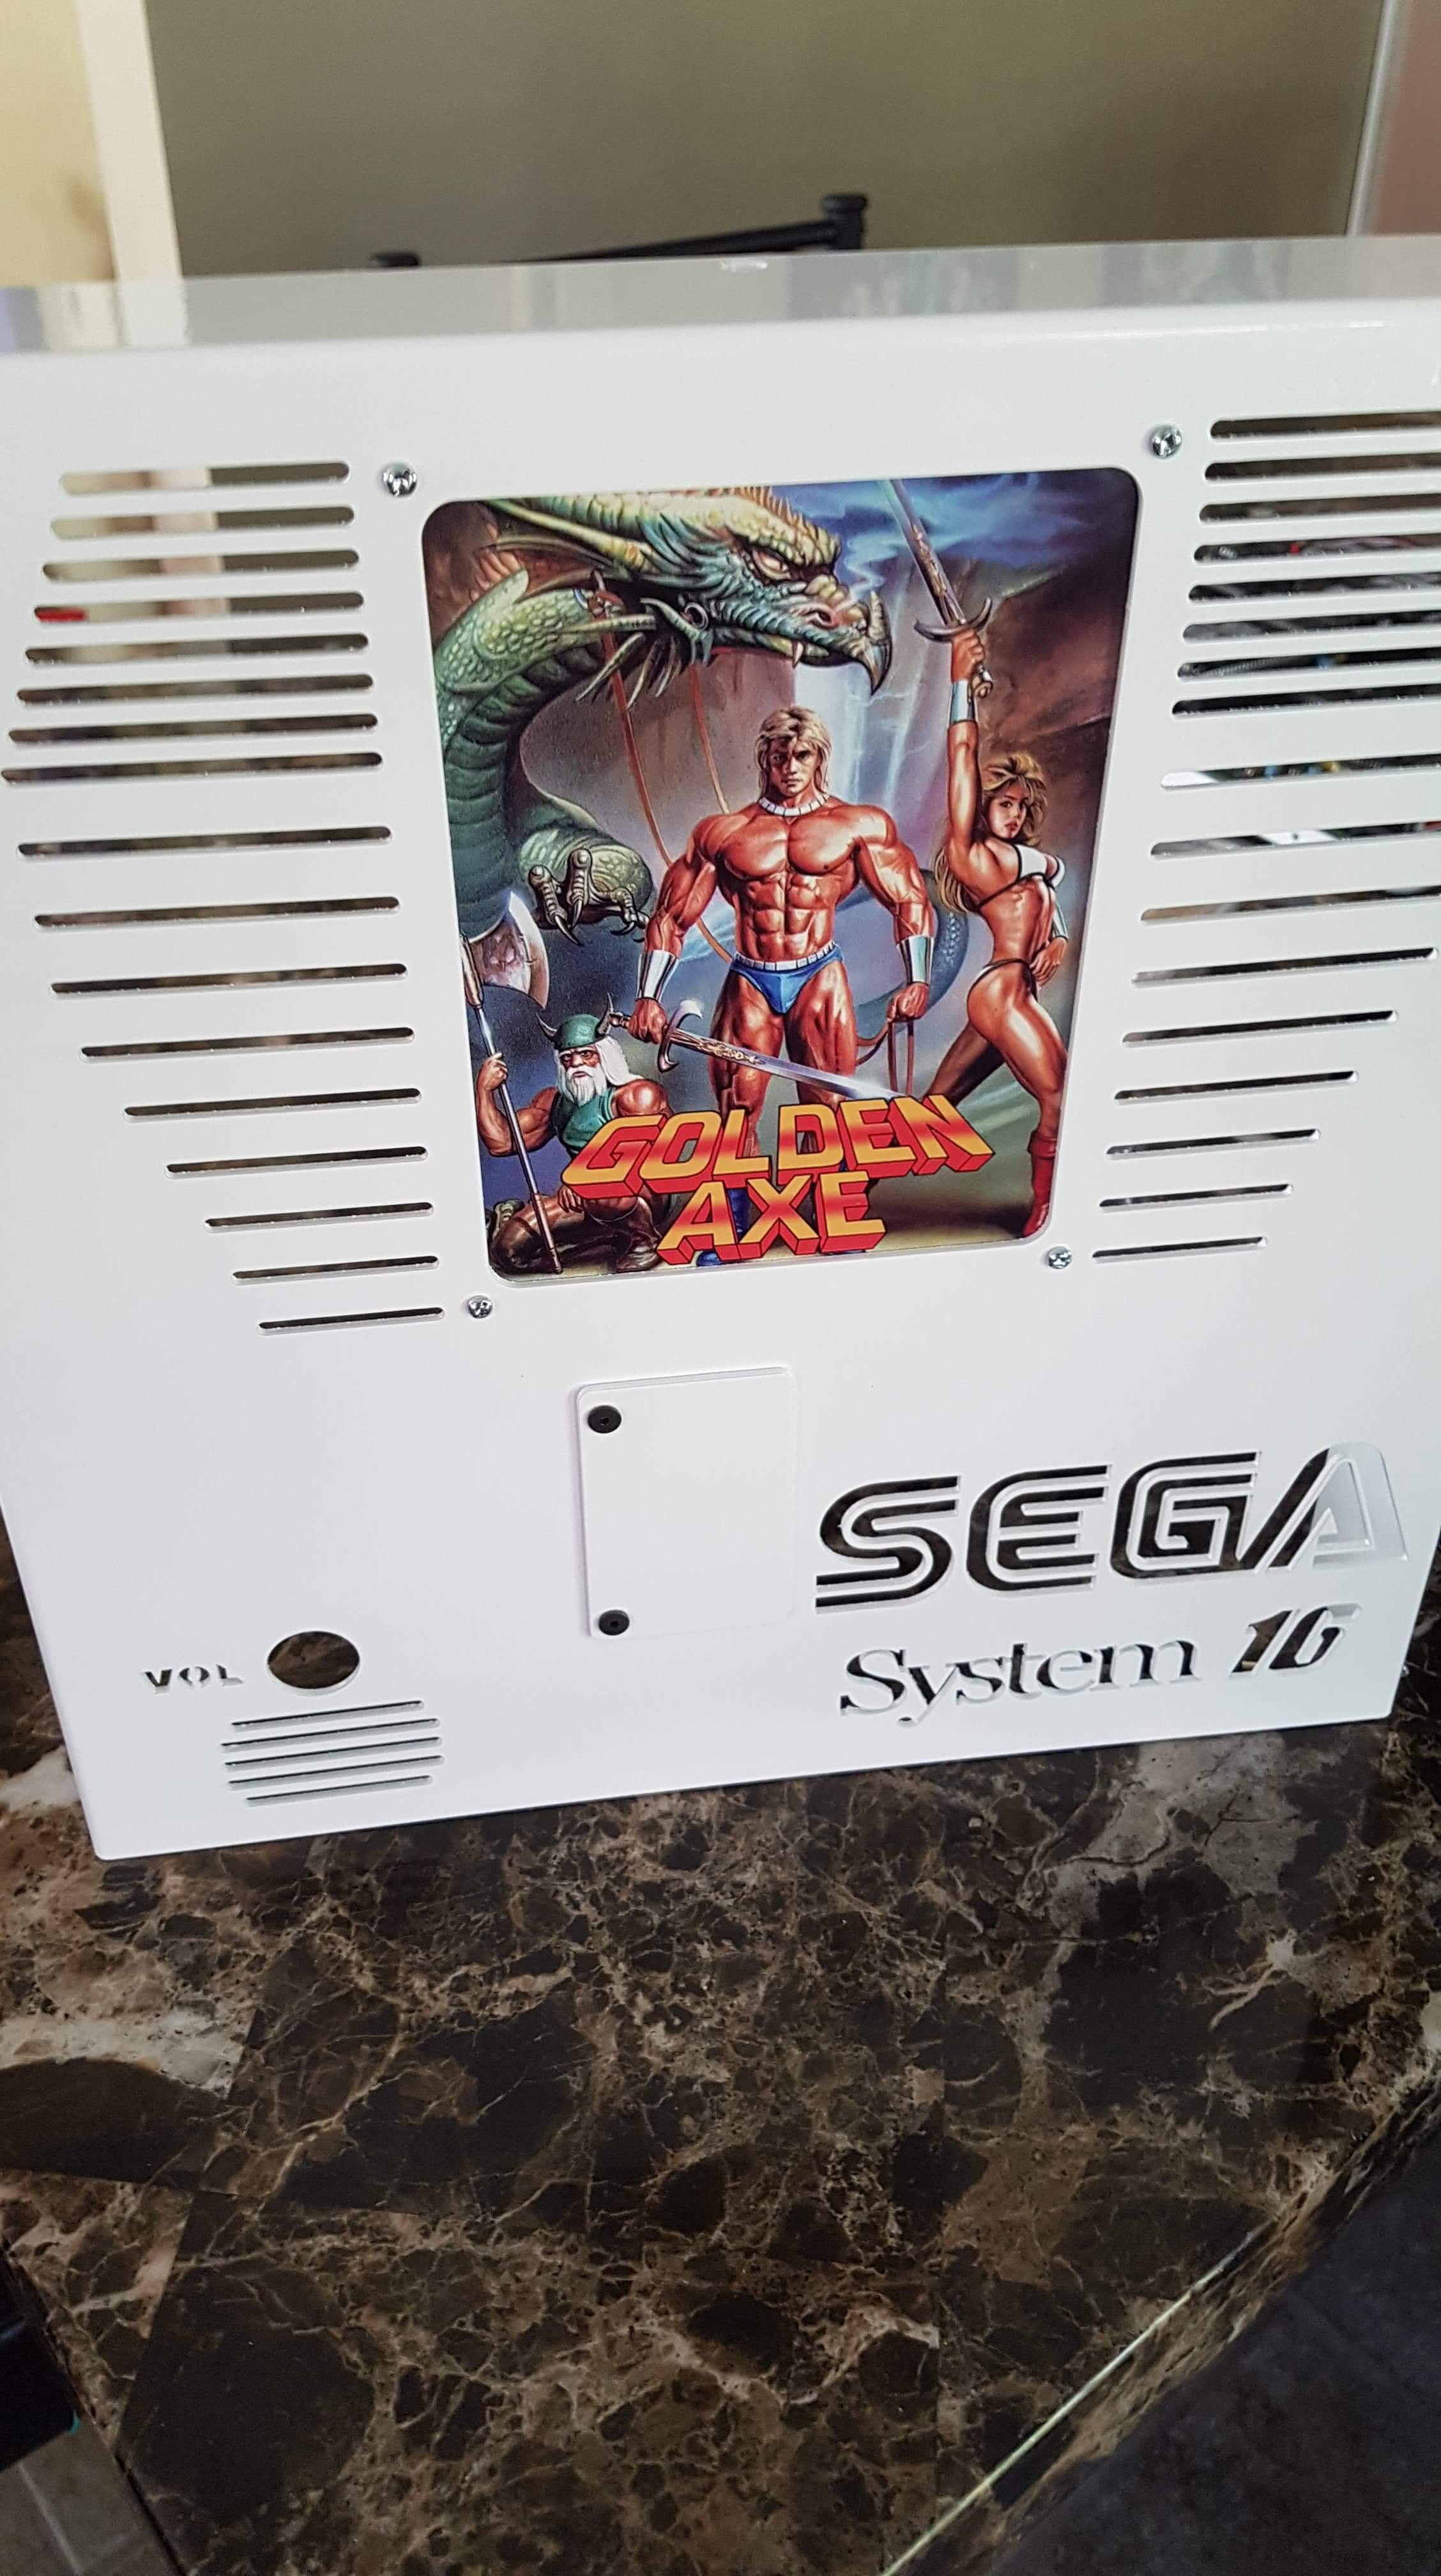 GOLDEN
AXE
SEGA
System 16
VOL